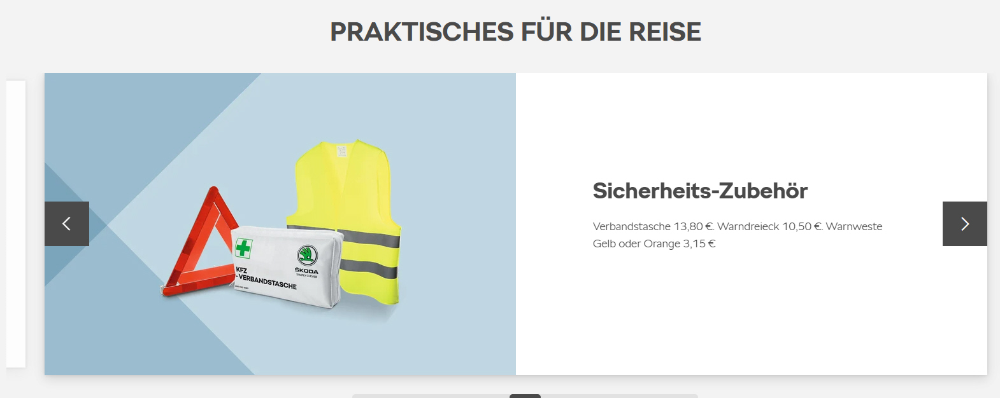 PRAKTISCHES FÜR DIE REISE
KFZ
-VERBANDSTASCHE
ŠKODA
SIMPLY CLEVER
Sicherheits-Zubehör
Verbandstasche 13,80 €. Warndreieck 10,50 €. Warnweste
Gelb oder Orange 3,15 €